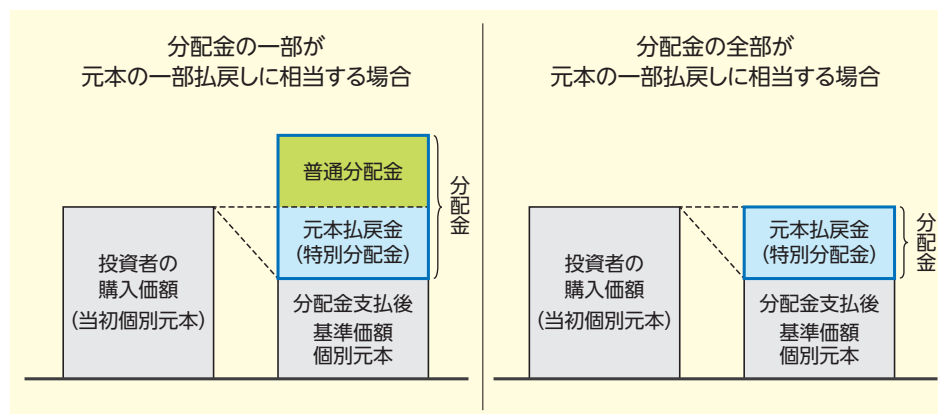 分配金の一部が
元本の一部払戻しに相当する場合
普通分配金
元本払戻金
(特別分配金)
分配金
投資者の
購入価額
(当初個別元本)
分配金支払後
基準価額
個別元本
分配金の全部が
元本の一部払戻しに相当する場合
元本払戻金
(特別分配金)
分配金
投資者の
購入価額
(当初個別元本)
分配金支払後
基準価額
個別元本